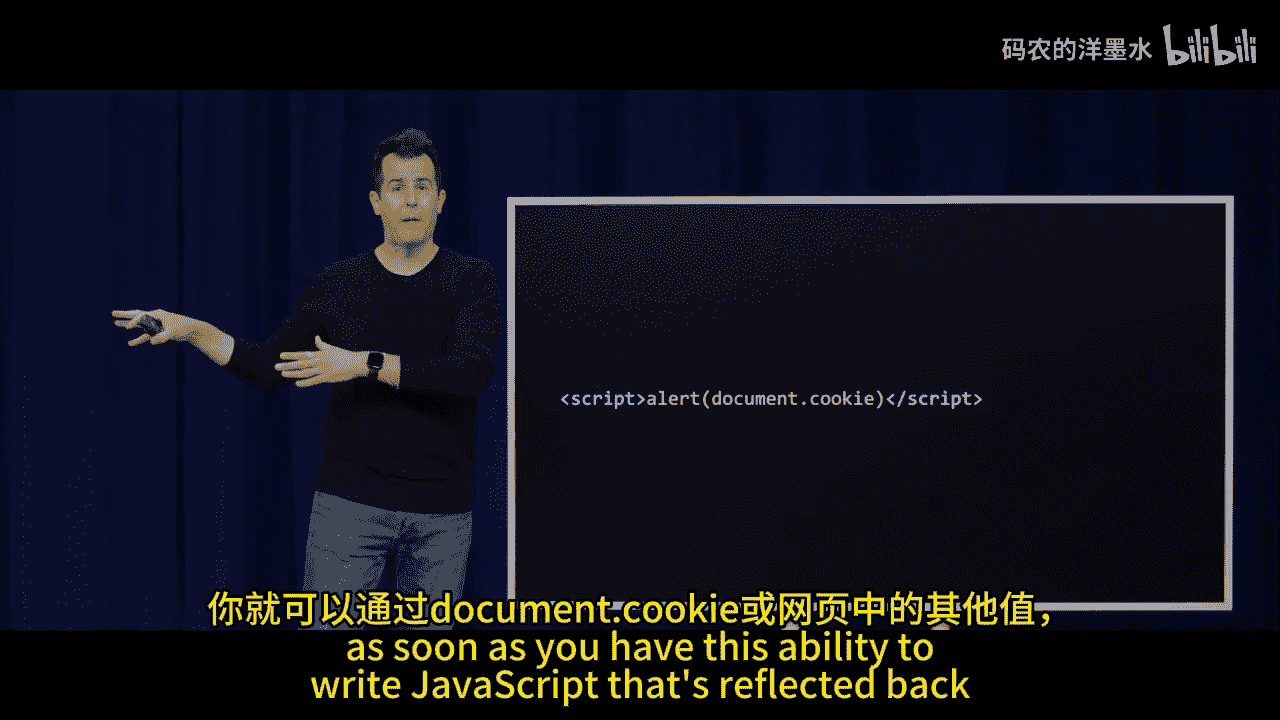 码农的洋墨水 bilibili
<script>alert(document.cookie)</script>
你就可以通过document.cookie或网页中的其他值，
as soon as you have this ability to
write JavaScript that's reflected back